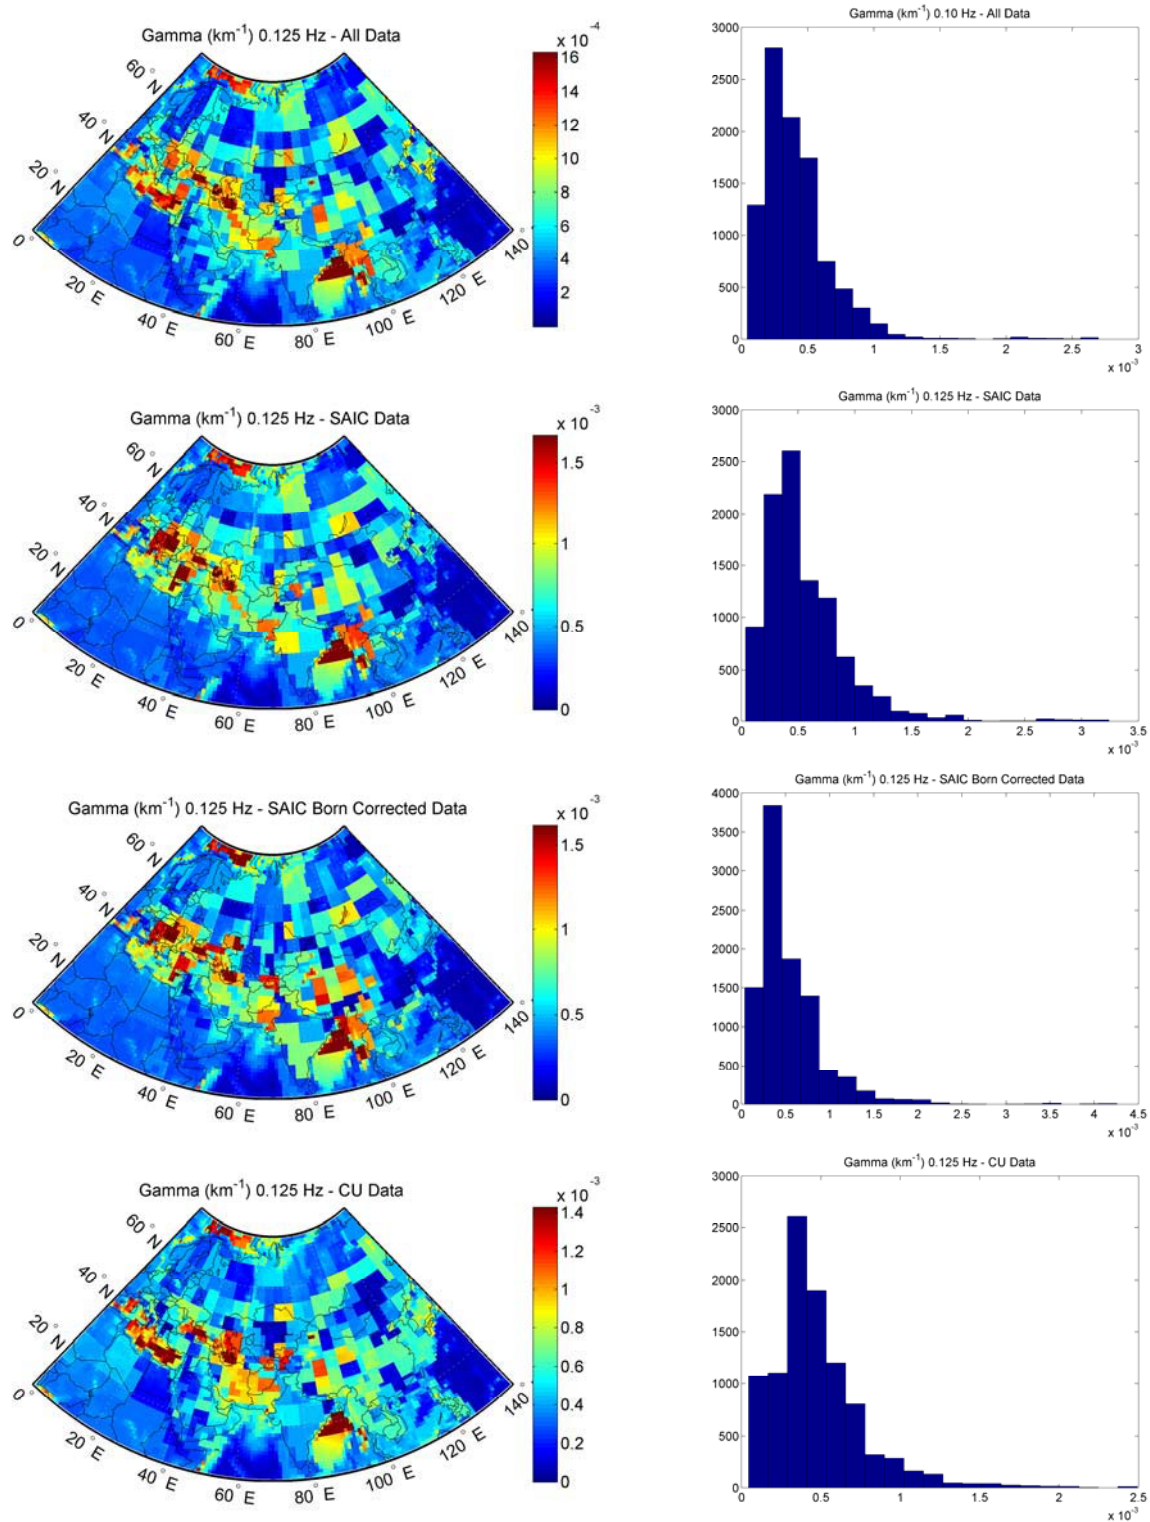 Gamma (km-1) 0.125 Hz - All Data
x 10-4
16
14
12
10
8
6
4
2
60 ° N
40 ° N
20 ° N
0 °
20 ° E
40 ° E
60 ° E
80 ° E
100 ° E
120 ° E
140 °
Gamma (km-1) 0.10 Hz - All Data
3000
2500
2000
1500
1000
500
0
0 0.5 1 1.5 2 2.5 3
x 10-3
Gamma (km-1) 0.125 Hz - SAIC Data
x 10-3
1.5
1
0.5
0
60 ° N
40 ° N
20 ° N
0 °
20 ° E
40 ° E
60 ° E
80 ° E
100 ° E
120 ° E
140 °
Gamma (km-1) 0.125 Hz - SAIC Data
3000
2500
2000
1500
1000
500
0
0 0.5 1 1.5 2 2.5 3 3.5
x 10-3
Gamma (km-1) 0.125 Hz - SAIC Born Corrected Data
x 10-3
1.5
1
0.5
0
60 ° N
40 ° N
20 ° N
0 °
20 ° E
40 ° E
60 ° E
80 ° E
100 ° E
120 ° E
140 °
Gamma (km-1) 0.125 Hz - SAIC Born Corrected Data
4000
3500
3000
2500
2000
1500
1000
500
0
0 0.5 1 1.5 2 2.5 3 3.5 4 4.5
x 10-3
Gamma (km-1) 0.125 Hz - CU Data
x 10-3
1.4
1.2
1
0.8
0.6
0.4
0.2
0
60 ° N
40 ° N
20 ° N
0 °
20 ° E
40 ° E
60 ° E
80 ° E
100 ° E
120 ° E
140 °
Gamma (km-1) 0.125 Hz - CU Data
3000
2500
2000
1500
1000
500
0
0 0.5 1 1.5 2 2.5
x 10-3